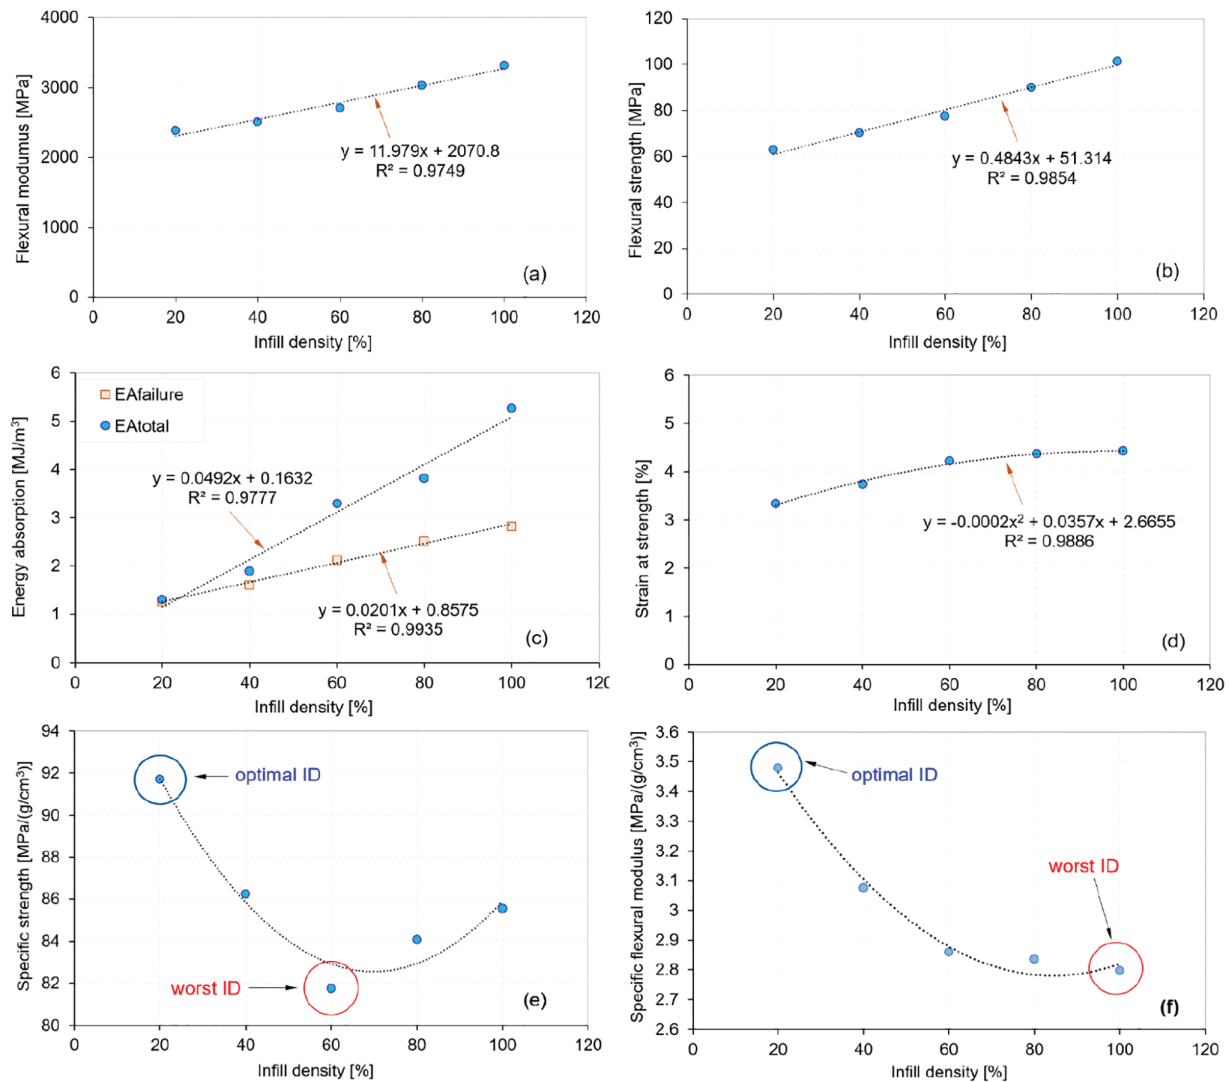 4000
3000
2000
1000
0
Flexural modumus [MPa]
y = 11.979x + 2070.8
R² = 0.9749
(a)
0 20 40 60 80 100 120
Infill density [%]
120
100
80
60
40
20
0
Flexural strength [MPa]
y = 0.4843x + 51.314
R² = 0.9854
(b)
0 20 40 60 80 100 120
Infill density [%]
6
5
4
3
2
1
0
Energy absorption [MJ/m³]
EAfailure
EAtotal
y = 0.0492x + 0.1632
R² = 0.9777
y = 0.0201x + 0.8575
R² = 0.9935
(c)
0 20 40 60 80 100 120
Infill density [%]
6
5
4
3
2
1
0
Strain at strength [%]
y = -0.0002x² + 0.0357x + 2.6655
R² = 0.9886
(d)
0 20 40 60 80 100 120
Infill density [%]
94
92
90
88
86
84
82
80
Specific strength [MPa/(g/cm³)]
optimal ID
worst ID
(e)
0 20 40 60 80 100 120
Infill density [%]
3.6
3.5
3.4
3.3
3.2
3.1
3
2.9
2.8
2.7
2.6
Specific flexural modulus [MPa/(g/cm³)]
optimal ID
worst ID
(f)
0 20 40 60 80 100 120
Infill density [%]